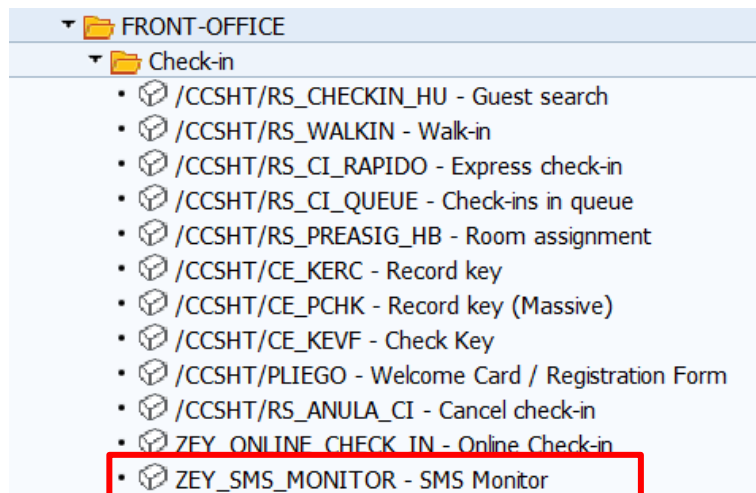 FRONT-OFFICE
Check-in
/CCSHT/RS_CHECKIN_HU - Guest search
/CCSHT/RS_WALKIN - Walk-in
/CCSHT/RS_CI_RAPIDO - Express check-in
/CCSHT/RS_CI_QUEUE - Check-ins in queue
/CCSHT/RS_PREASIG_HB - Room assignment
/CCSHT/CE_KERC - Record key
/CCSHT/CE_PCHK - Record key (Massive)
/CCSHT/CE_KEVF - Check Key
/CCSHT/PLIEGO - Welcome Card / Registration Form
/CCSHT/RS_ANULA_CI - Cancel check-in
ZEY_ONLINE_CHECK_IN - Online Check-in
ZEY_SMS_MONITOR - SMS Monitor